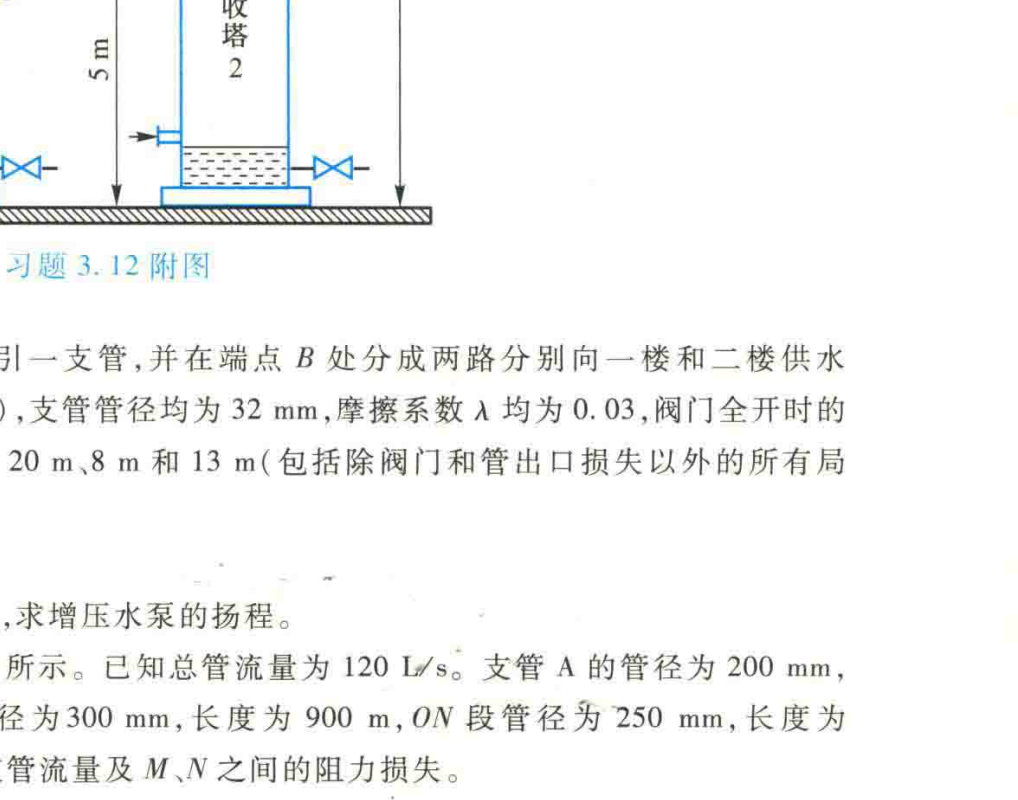 收
塔
2
5 m
习题 3.12 附图
引一支管,并在端点 B 处分成两路分别向一楼和二楼供水
),支管管径均为 32 mm,摩擦系数 λ 均为 0.03,阀门全开时的
20 m、8 m 和 13 m(包括除阀门和管出口损失以外的所有局
,求增压水泵的扬程。
所示。已知总管流量为 120 L/s。支管 A 的管径为 200 mm,
径为300 mm,长度为 900 m,ON 段管径为 250 mm,长度为
管流量及 M、N 之间的阻力损失。